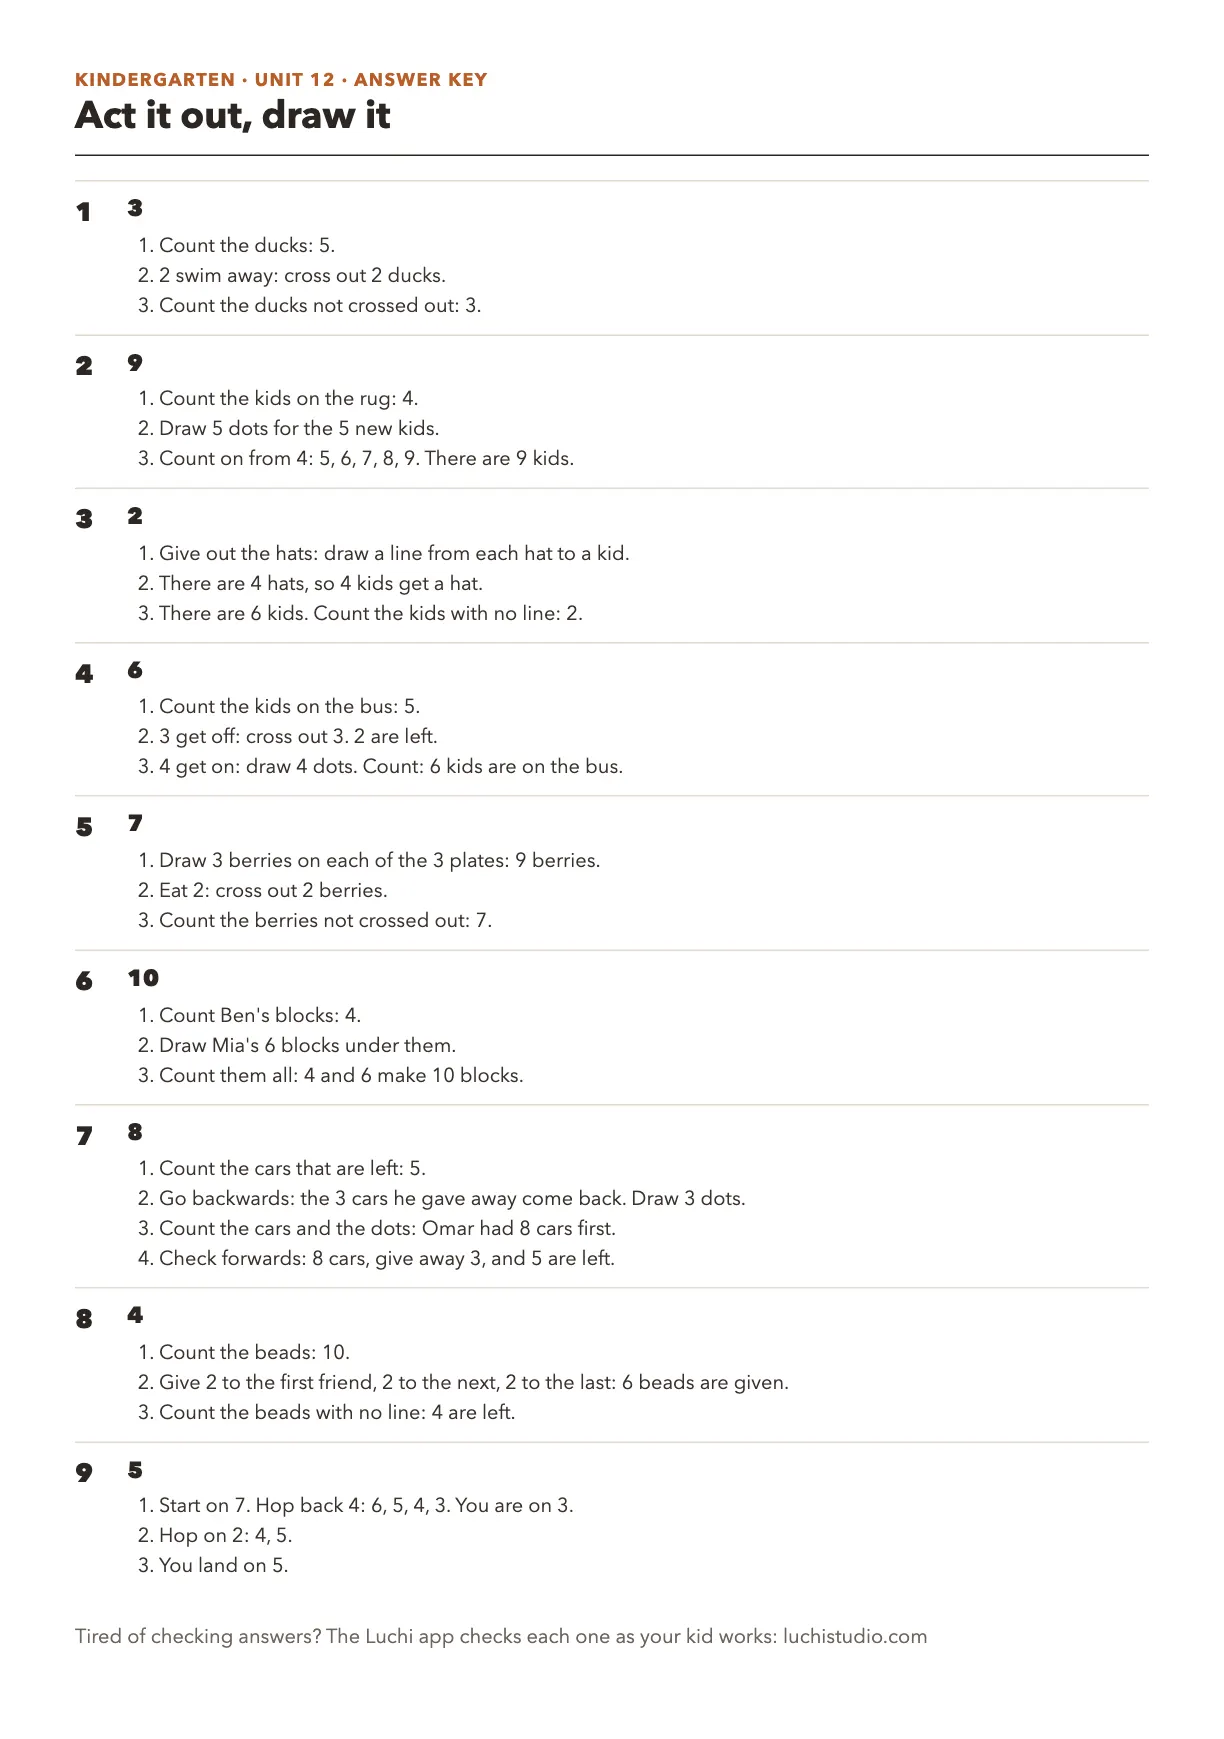 KINDERGARTEN · UNIT 12 · ANSWER KEY
Act it out, draw it
1 3
1. Count the ducks: 5.
2. 2 swim away: cross out 2 ducks.
3. Count the ducks not crossed out: 3.
2 9
1. Count the kids on the rug: 4.
2. Draw 5 dots for the 5 new kids.
3. Count on from 4: 5, 6, 7, 8, 9. There are 9 kids.
3 2
1. Give out the hats: draw a line from each hat to a kid.
2. There are 4 hats, so 4 kids get a hat.
3. There are 6 kids. Count the kids with no line: 2.
4 6
1. Count the kids on the bus: 5.
2. 3 get off: cross out 3. 2 are left.
3. 4 get on: draw 4 dots. Count: 6 kids are on the bus.
5 7
1. Draw 3 berries on each of the 3 plates: 9 berries.
2. Eat 2: cross out 2 berries.
3. Count the berries not crossed out: 7.
6 10
1. Count Ben's blocks: 4.
2. Draw Mia's 6 blocks under them.
3. Count them all: 4 and 6 make 10 blocks.
7 8
1. Count the cars that are left: 5.
2. Go backwards: the 3 cars he gave away come back. Draw 3 dots.
3. Count the cars and the dots: Omar had 8 cars first.
4. Check forwards: 8 cars, give away 3, and 5 are left.
8 4
1. Count the beads: 10.
2. Give 2 to the first friend, 2 to the next, 2 to the last: 6 beads are given.
3. Count the beads with no line: 4 are left.
9 5
1. Start on 7. Hop back 4: 6, 5, 4, 3. You are on 3.
2. Hop on 2: 4, 5.
3. You land on 5.
Tired of checking answers? The Luchi app checks each one as your kid works: luchistudio.com